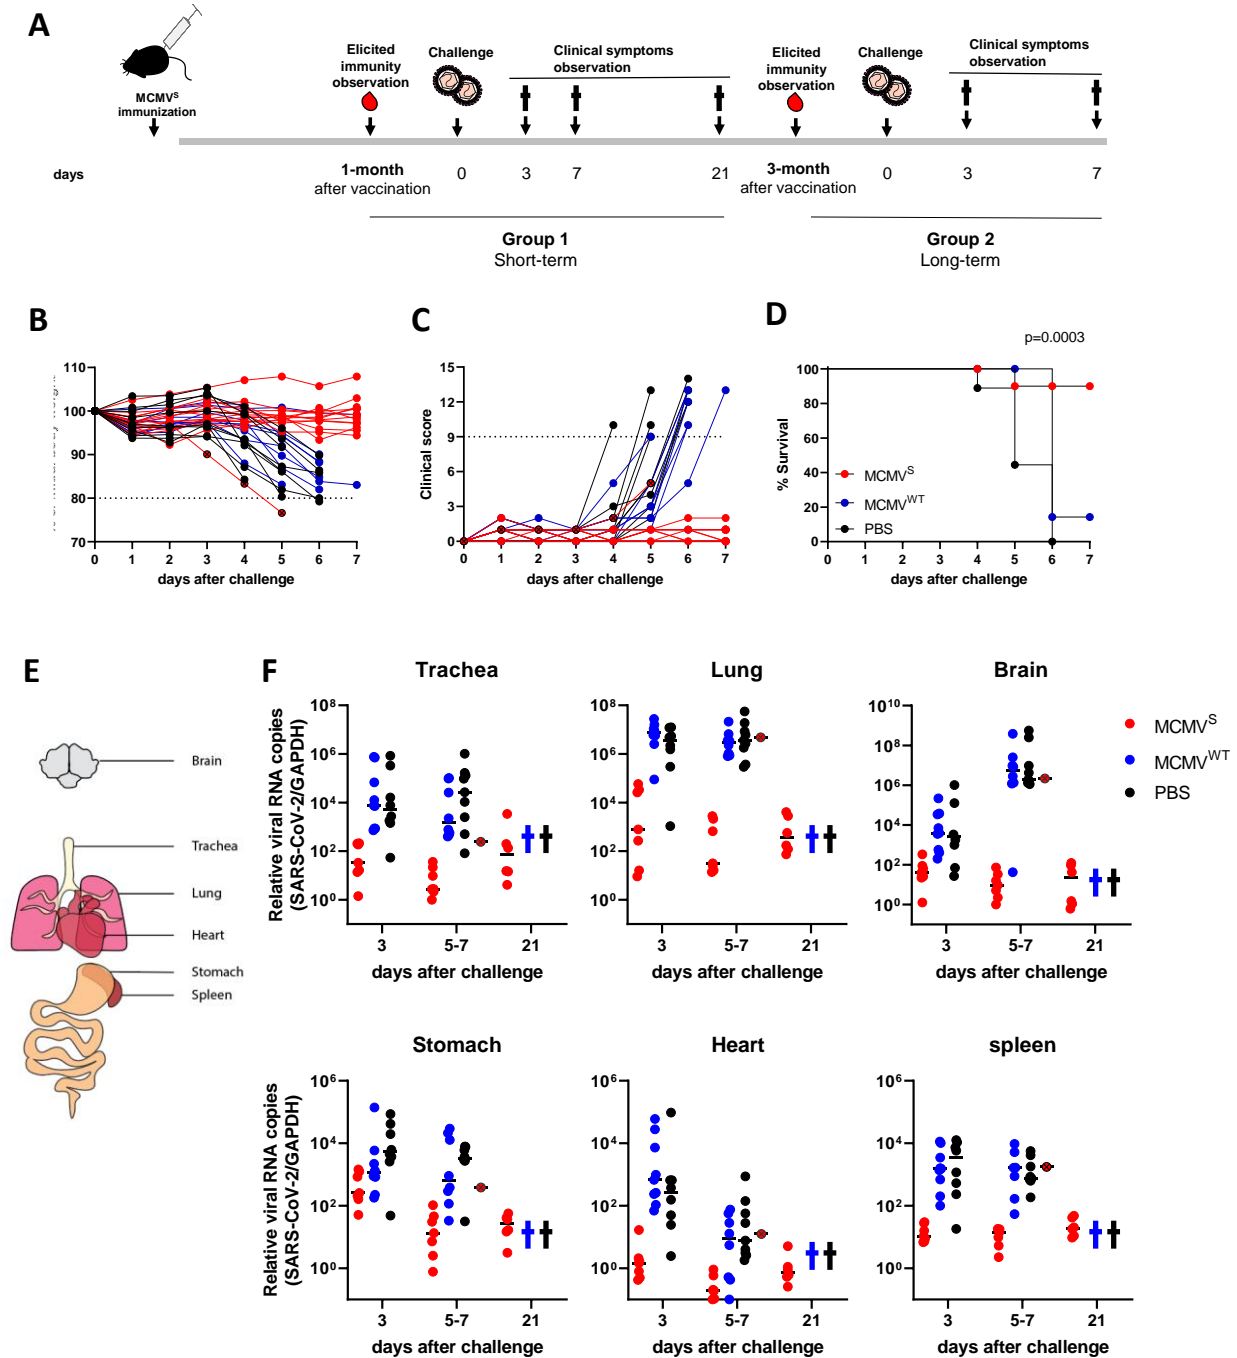 A
MCMVS
immunization
Elicited
immunity
observation
Challenge
Clinical symptoms
observation
Elicited
immunity
observation
Challenge
Clinical symptoms
observation
days
1-month
after vaccination
0
3
7
21
3-month
after vaccination
0
3
7
Group 1
Short-term
Group 2
Long-term
B
110
100
90
80
70
0 1 2 3 4 5 6 7
days after challenge
C
Clinical score
15
12
9
6
3
0
0 1 2 3 4 5 6 7
days after challenge
D
p=0.0003
% Survival
100
80
60
40
20
0
MCMVS
MCMVWT
PBS
0 1 2 3 4 5 6 7
days after challenge
E
Brain
Trachea
Lung
Heart
Stomach
Spleen
F
Trachea
Relative viral RNA copies
(SARS-CoV-2/GAPDH)
10^8
10^6
10^4
10^2
10^0
3 5-7 21
days after challenge
Lung
10^8
10^6
10^4
10^2
10^0
3 5-7 21
days after challenge
Brain
10^10
10^8
10^6
10^4
10^2
10^0
3 5-7 21
days after challenge
MCMVS
MCMVWT
PBS
Stomach
Relative viral RNA copies
(SARS-CoV-2/GAPDH)
10^6
10^4
10^2
10^0
3 5-7 21
days after challenge
Heart
10^6
10^4
10^2
10^0
3 5-7 21
days after challenge
spleen
10^6
10^4
10^2
10^0
3 5-7 21
days after challenge